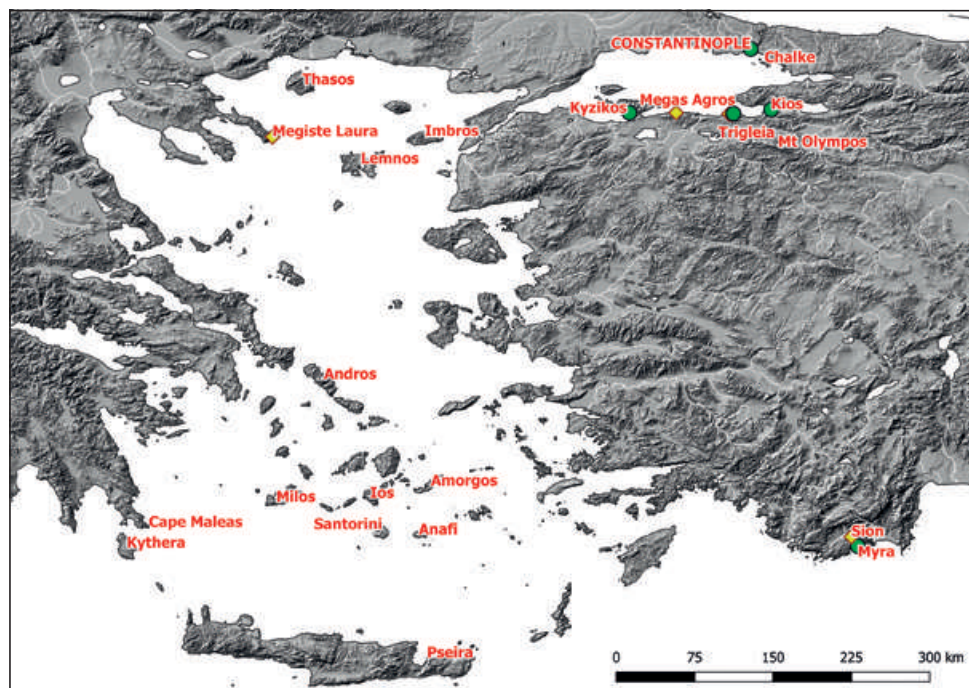 CONSTANTINOPLE
Chalke
Thasos
Kyzikos
Megas Agros
Kios
Megiste Laura
Imbros
Trigleia
Mt Olympos
Lemnos
Andros
Amorgos
Milos
Ios
Santorini
Anafi
Cape Maleas
Kythera
Sion
Myra
Pseira
0 75 150 225 300 km